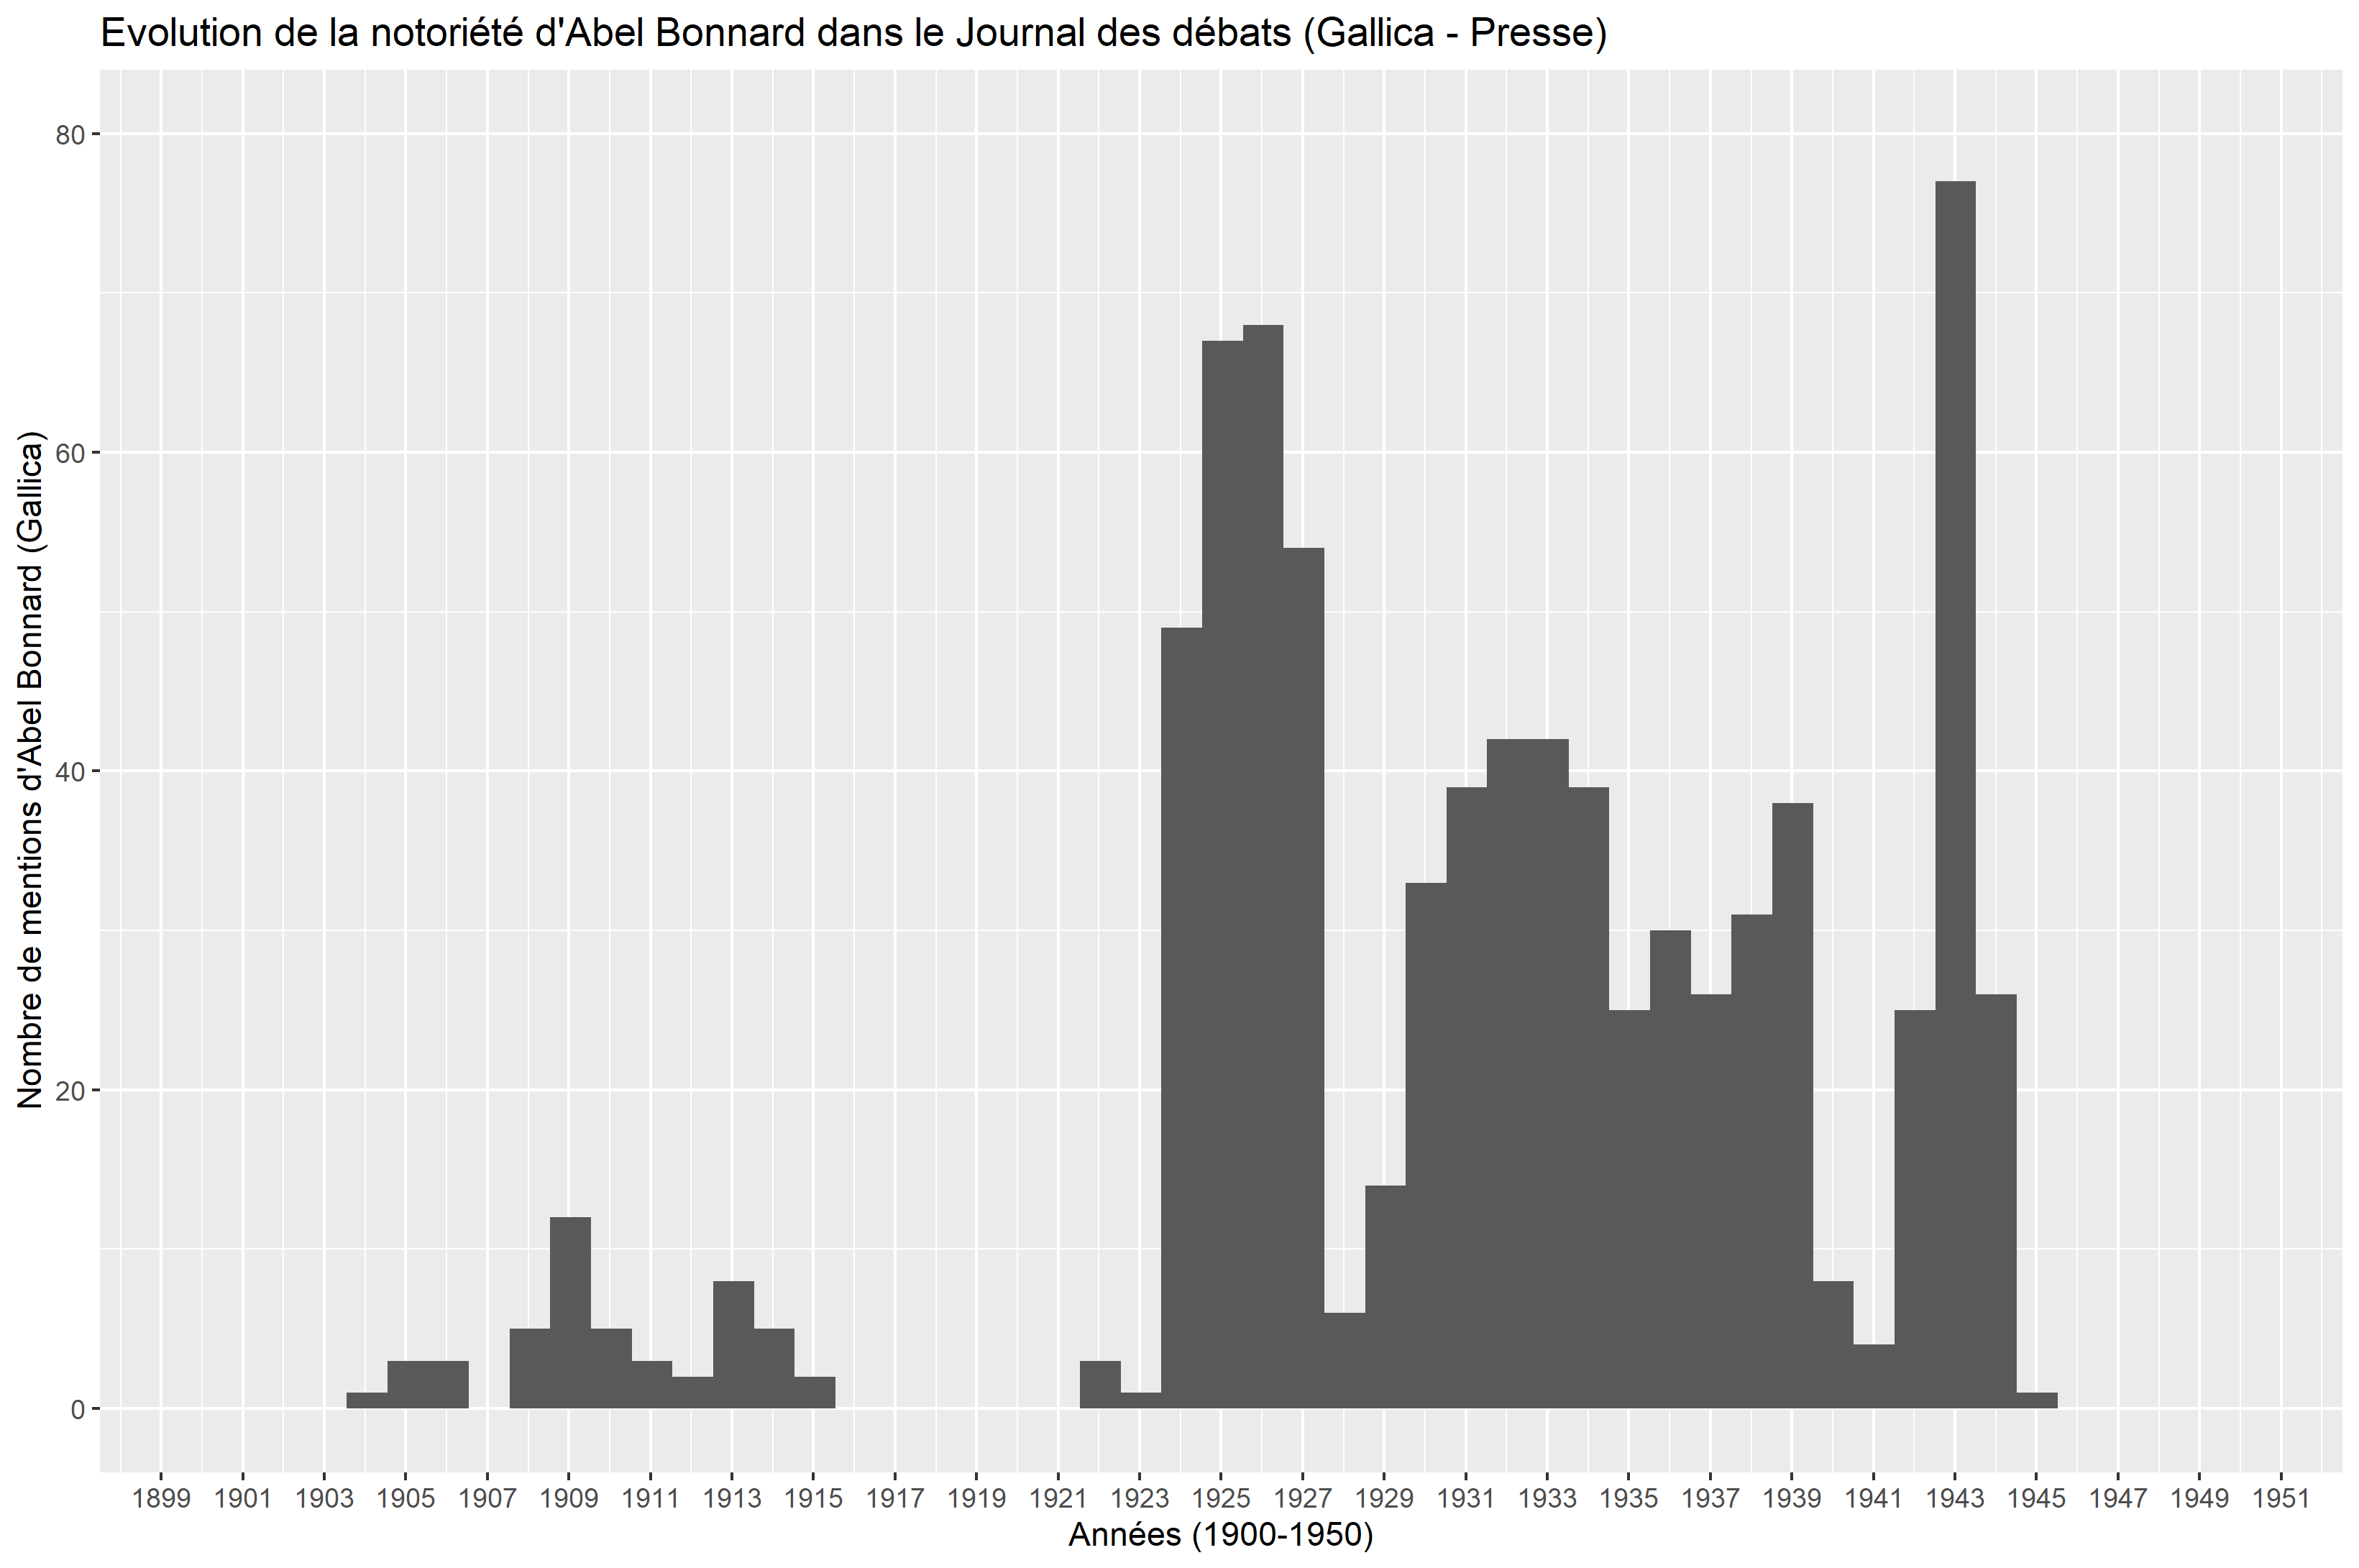 Evolution de la notoriété d'Abel Bonnard dans le Journal des débats (Gallica - Presse)
Nombre de mentions d'Abel Bonnard (Gallica)
80
60
40
20
0
1899 1901 1903 1905 1907 1909 1911 1913 1915 1917 1919 1921 1923 1925 1927 1929 1931 1933 1935 1937 1939 1941 1943 1945 1947 1949 1951
Années (1900-1950)